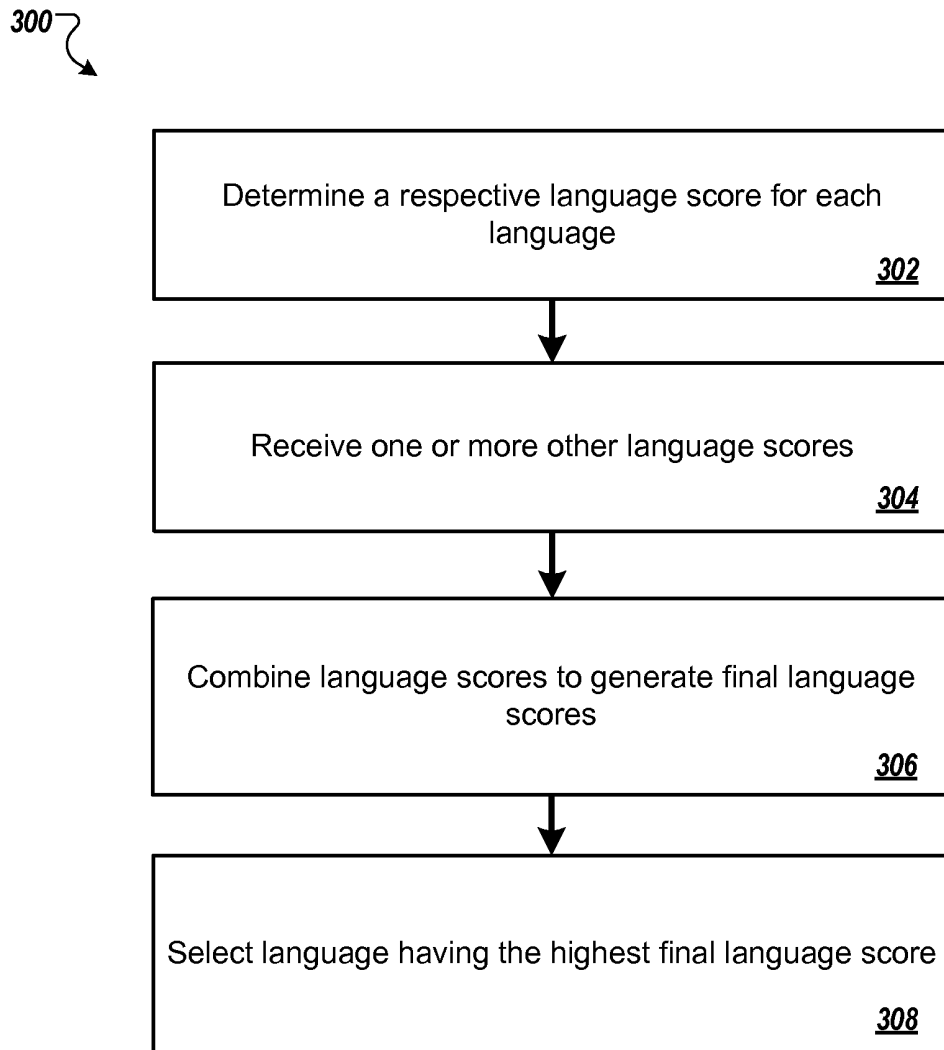 300
Determine a respective language score for each
language
302
Receive one or more other language scores
304
Combine language scores to generate final language
scores
306
Select language having the highest final language score
308